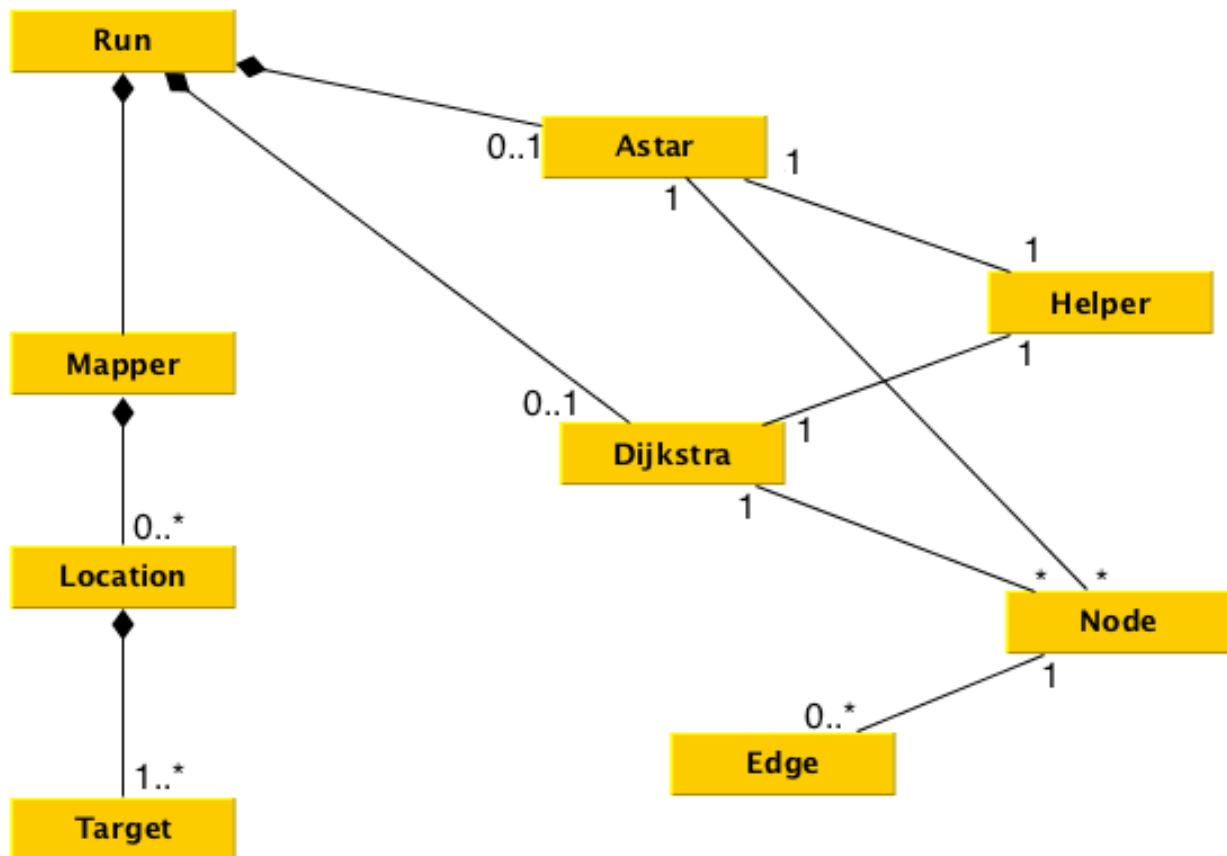 Run
0..1
Astar
1
1
1
Helper
1
Mapper
0..1
1
Dijkstra
1
0..*
*
*
Location
Node
1
0..*
Edge
1..*
Target